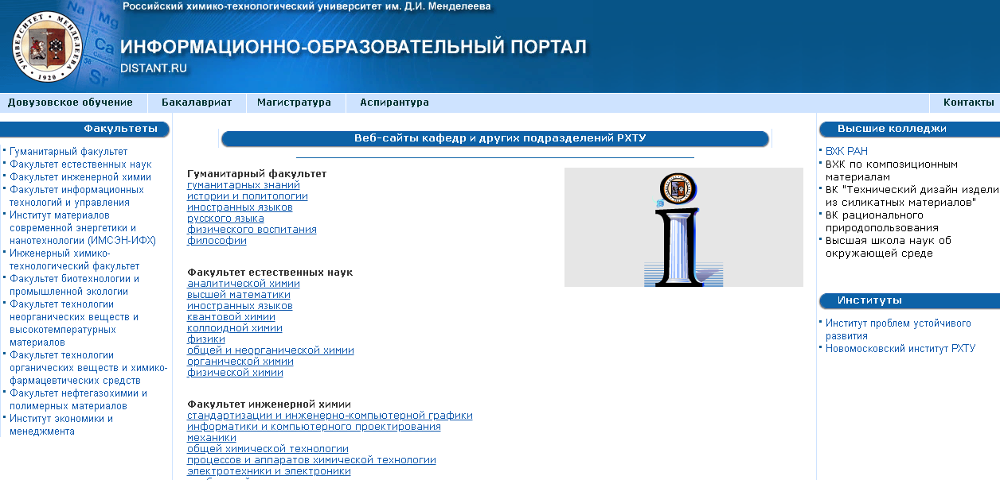 Российский химико-технологический университет им. Д.И. Менделеева
УНИВЕРСИТЕТ • МЕНДЕЛЕЕВА
• 1920 •
Na
Mg
Ca
Calcium
Sr
ИНФОРМАЦИОННО-ОБРАЗОВАТЕЛЬНЫЙ ПОРТАЛ
DISTANT.RU
Довузовское обучение
Бакалавриат
Магистратура
Аспирантура
Контакты
Факультеты
Гуманитарный факультет
Факультет естественных наук
Факультет инженерной химии
Факультет информационных
технологий и управления
Институт материалов
современной энергетики и
нанотехнологии (ИМСЭН-ИФХ)
Инженерный химико-
технологический факультет
Факультет биотехнологии и
промышленной экологии
Факультет технологии
неорганических веществ и
высокотемпературных
материалов
Факультет технологии
органических веществ и химико-
фармацевтических средств
Факультет нефтегазохимии и
полимерных материалов
Институт экономики и
менеджмента
Веб-сайты кафедр и других подразделений РХТУ
Гуманитарный факультет
гуманитарных знаний
истории и политологии
иностранных языков
русского языка
физического воспитания
философии
Факультет естественных наук
аналитической химии
высшей математики
иностранных языков
квантовой химии
коллоидной химии
физики
общей и неорганической химии
органической химии
физической химии
Факультет инженерной химии
стандартизации и инженерно-компьютерной графики
информатики и компьютерного проектирования
механики
общей химической технологии
процессов и аппаратов химической технологии
электротехники и электроники
Высшие колледжи
ВХК РАН
ВХК по композиционным
материалам
ВК "Технический дизайн издели
из силикатных материалов"
ВК рационального
природопользования
Высшая школа наук об
окружающей среде
Институты
Институт проблем устойчивого
развития
Новомосковский институт РХТУ